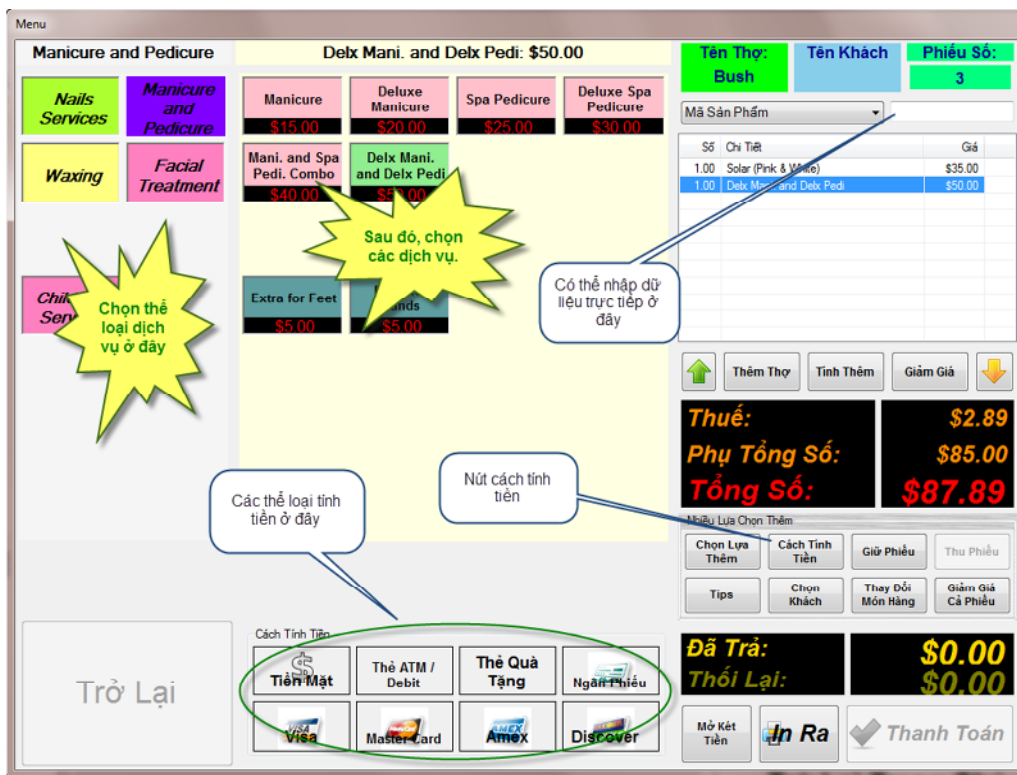 Menu
Manicure and Pedicure
Delx Mani. and Delx Pedi: $50.00
Tên Thợ:
Bush
Tên Khách
Phiếu Số:
3
Nails
Services
Manicure
and
Pedicure
Waxing
Facial
Treatment
Manicure
$15.00
Deluxe
Manicure
$20.00
Spa Pedicure
$25.00
Deluxe Spa
Pedicure
$30.00
Mani. and Spa
Pedi. Combo
$40.00
Delx Mani.
and Delx Pedi
$50.00
Sau đó, chọn
các dịch vụ.
Chọn thể
loại dịch
vụ ở đây
Extra for Feet
$5.00
$5.00
Mã Sản Phẩm
Số Chi Tiết Giá
1.00 Solar (Pink & White) $35.00
1.00 Delx Mani. and Delx Pedi $50.00
Có thể nhập dữ
liệu trực tiếp ở
đây
Thêm Thợ
Tính Thêm
Giảm Giá
Thuế: $2.89
Phụ Tổng Số: $85.00
Tổng Số: $87.89
Các thể loại tính
tiền ở đây
Nút cách tính
tiền
Nhiều Lựa Chọn Thêm
Chọn Lựa
Thêm
Cách Tính
Tiền
Giữ Phiếu
Thu Phiếu
Tips
Chọn
Khách
Thay Đổi
Món Hàng
Giảm Giá
Cả Phiếu
Trở Lại
Cách Tính Tiền
Tiền Mặt
Thẻ ATM /
Debit
Thẻ Quà
Tặng
Ngân Phiếu
Visa
Master Card
Amex
Discover
Đã Trả: $0.00
Thối Lại: $0.00
Mở Két
Tiền
In Ra
Thanh Toán